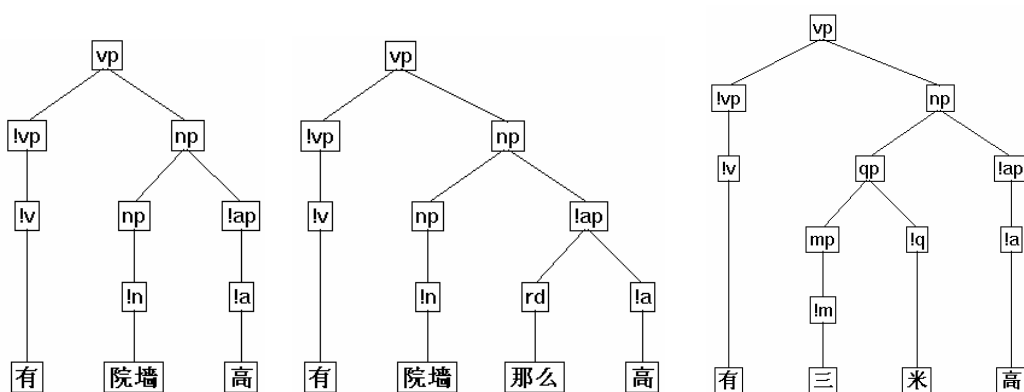 vp
!vp np
!v np !ap
!n !a
有 院墙 高
vp
!vp np
!v np !ap
!n rd !a
有 院墙 那么 高
vp
!vp np
!v qp !ap
mp !q !a
!m
有 三 米 高